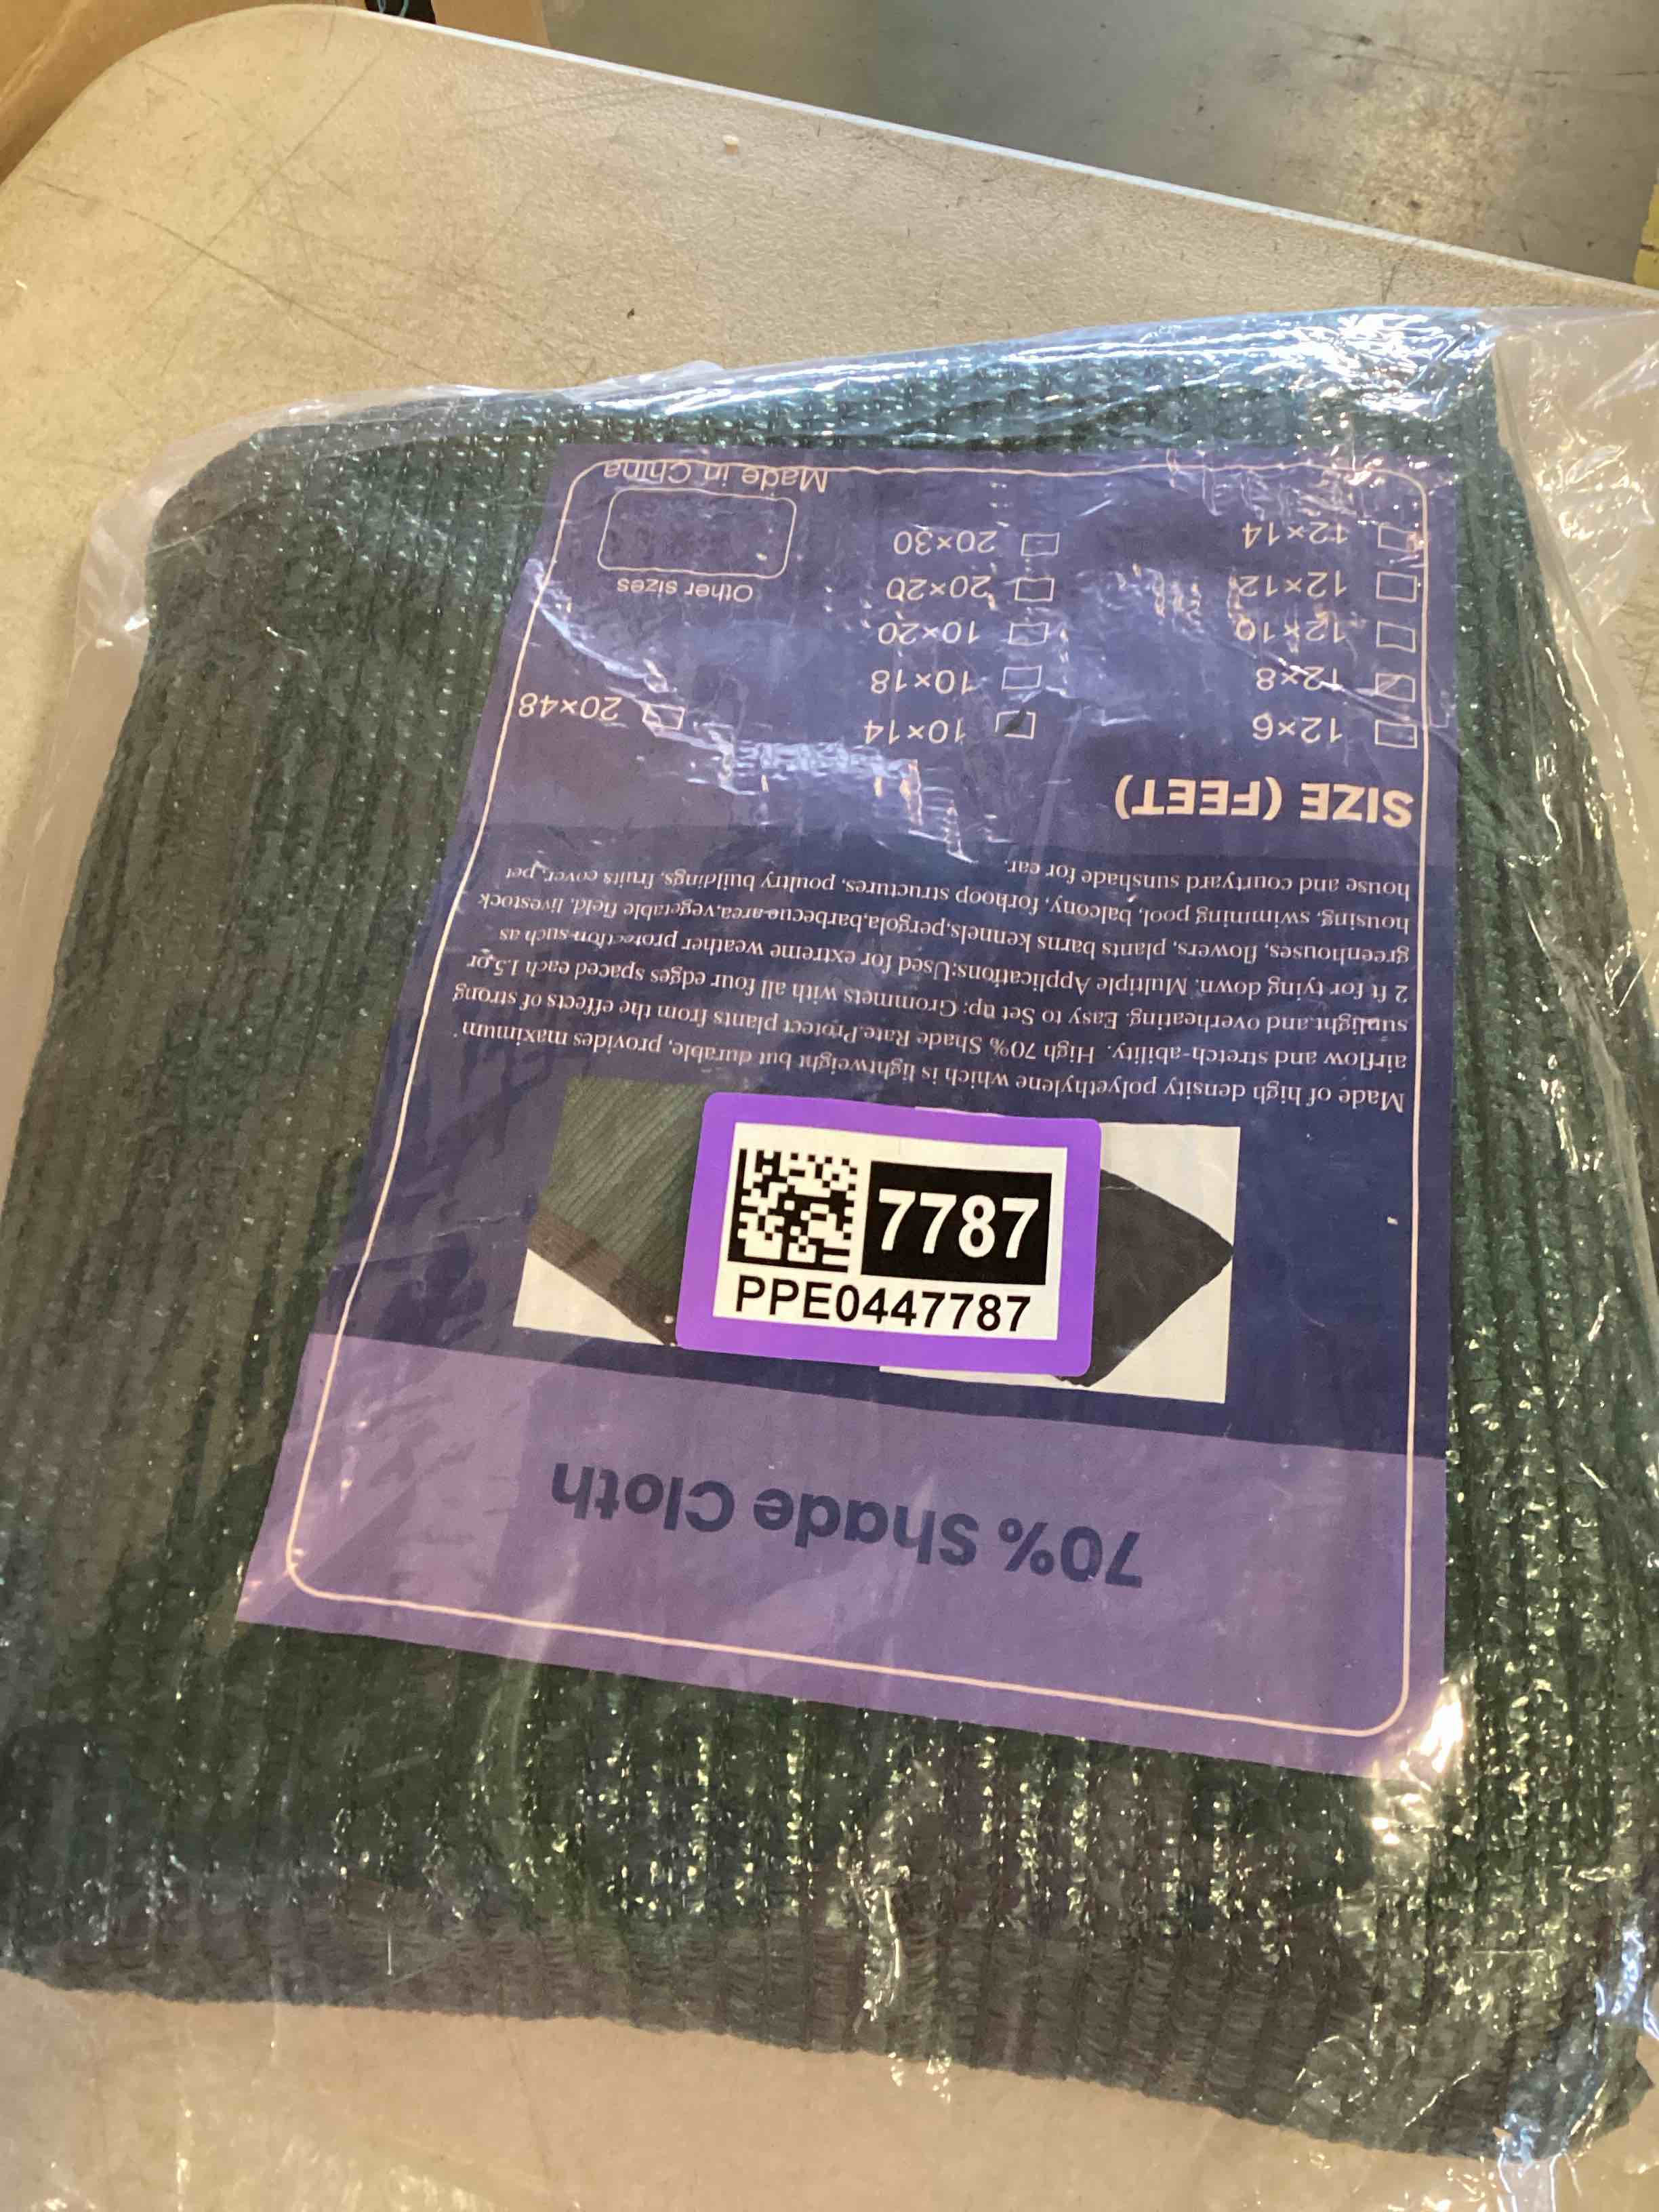 70% Shade Cloth
7787
PPE0447787
Made of high density polyethylene which is lightweight but durable, provides maximum
airflow and stretch-ability. High 70% Shade Rate.Protect plants from the effects of strong
sunlight and overheating. Easy to Set up: Grommets with all four edges spaced each 1.5 or
2 ft for tying down. Multiple Applications:Used for extreme weather protection such as
greenhouses, flowers, plants barns kennels,pergola,barbecue area,vegetable field, livestock
housing, swimming pool, balcony, forhoop structures, poultry buildings, fruits cover, pet
house and courtyard sunshade for car.
SIZE (FEET)
12×6 10×14 20×48
12×8 10×18
12×10 10×20
12×12 20×20 Other sizes
12×14 20×30
Made in China